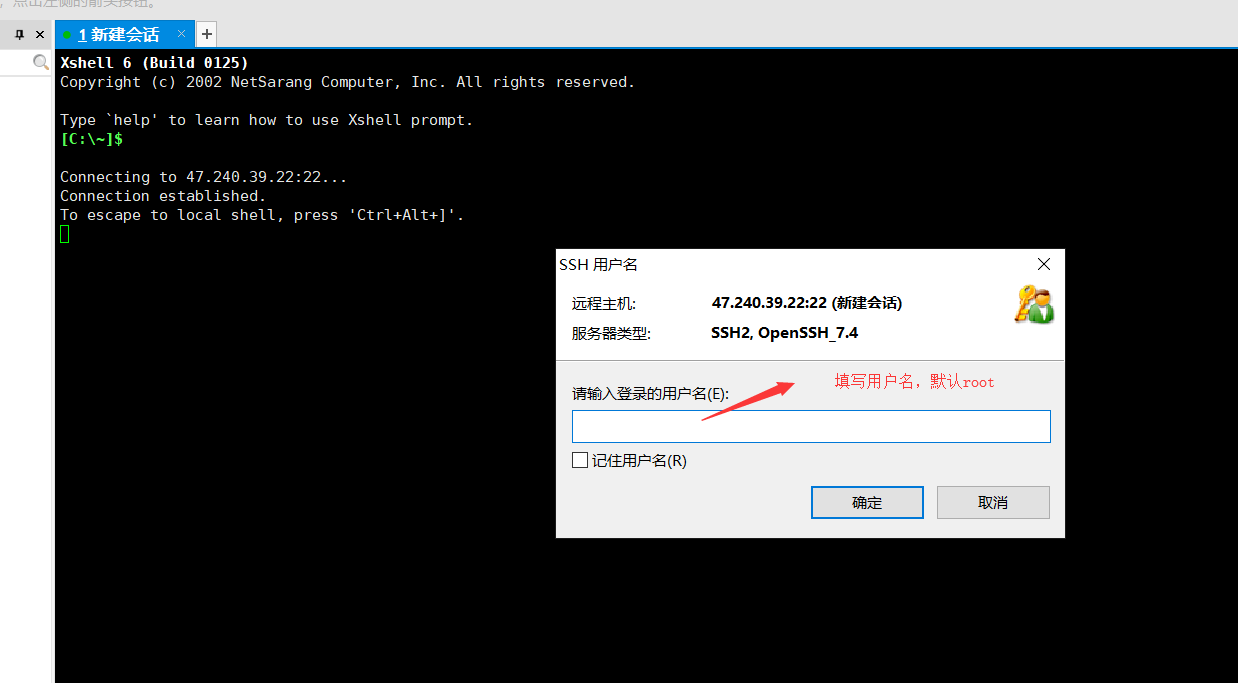 ，点击左侧的箭头按钮。
1 新建会话
Xshell 6 (Build 0125)
Copyright (c) 2002 NetSarang Computer, Inc. All rights reserved.
Type `help' to learn how to use Xshell prompt.
[C:\~]$
Connecting to 47.240.39.22:22...
Connection established.
To escape to local shell, press 'Ctrl+Alt+]'.
SSH 用户名
远程主机: 47.240.39.22:22 (新建会话)
服务器类型: SSH2, OpenSSH_7.4
填写用户名，默认root
请输入登录的用户名(E):
记住用户名(R)
确定 取消